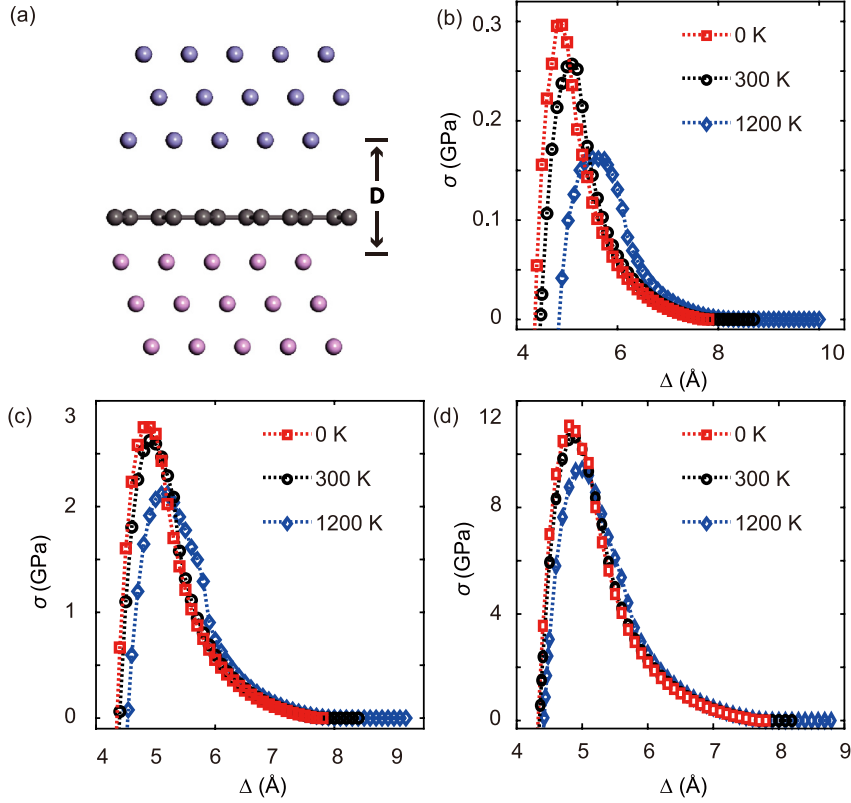 (a)
D
(b)
0.3
0.2
0.1
0
σ (GPa)
0 K
300 K
1200 K
4
6
8
10
Δ (Å)
(c)
3
2
1
0
σ (GPa)
0 K
300 K
1200 K
4
5
6
7
8
9
Δ (Å)
(d)
12
8
4
0
σ (GPa)
0 K
300 K
1200 K
4
5
6
7
8
9
Δ (Å)